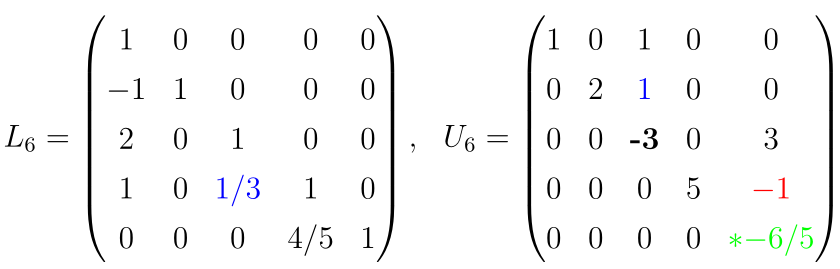 1 0 0 0 0 1 0 1 0 0
−1 1 0 0 0 0 2 1 0 0
L₆ = 2 0 1 0 0 , U₆ = 0 0 -3 0 3
1 0 1/3 1 0 0 0 0 5 −1
0 0 0 4/5 1 0 0 0 0 *−6/5